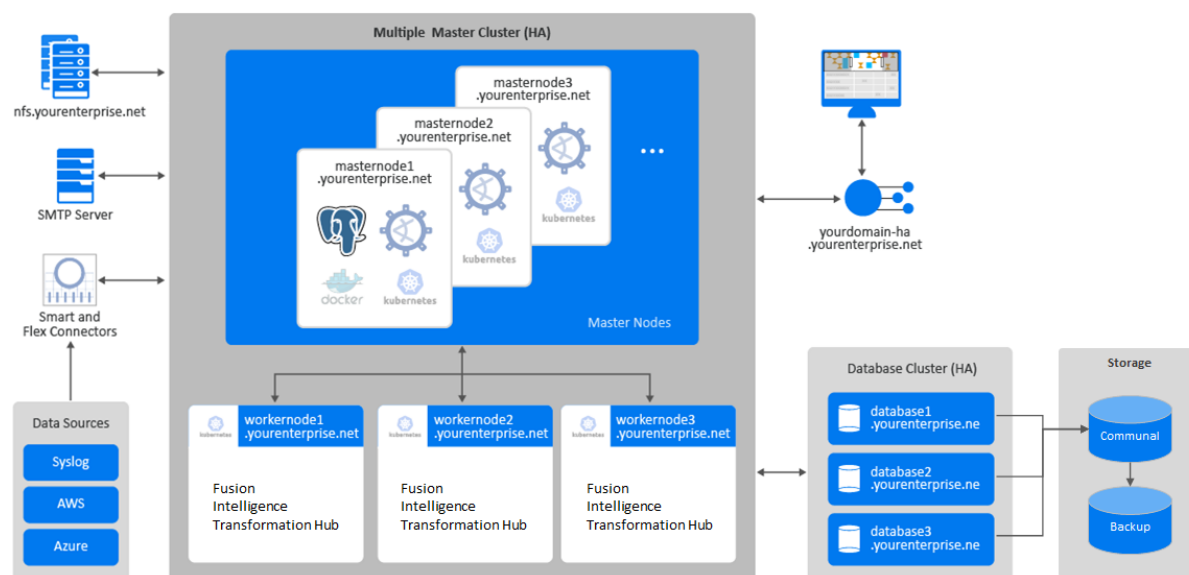 Multiple Master Cluster (HA)
nfs.yourenterprise.net
SMTP Server
Smart and
Flex Connectors
Data Sources
Syslog
AWS
Azure
masternode3
.yourenterprise.net
kubernetes
masternode2
.yourenterprise.net
kubernetes
masternode1
.yourenterprise.net
docker
kubernetes
...
Master Nodes
kubernetes
workernode1
.yourenterprise.net
Fusion
Intelligence
Transformation Hub
kubernetes
workernode2
.yourenterprise.net
Fusion
Intelligence
Transformation Hub
kubernetes
workernode3
.yourenterprise.net
Fusion
Intelligence
Transformation Hub
yourdomain-ha
.yourenterprise.net
Database Cluster (HA)
database1
.yourenterprise.ne
database2
.yourenterprise.ne
database3
.yourenterprise.ne
Storage
Communal
Backup